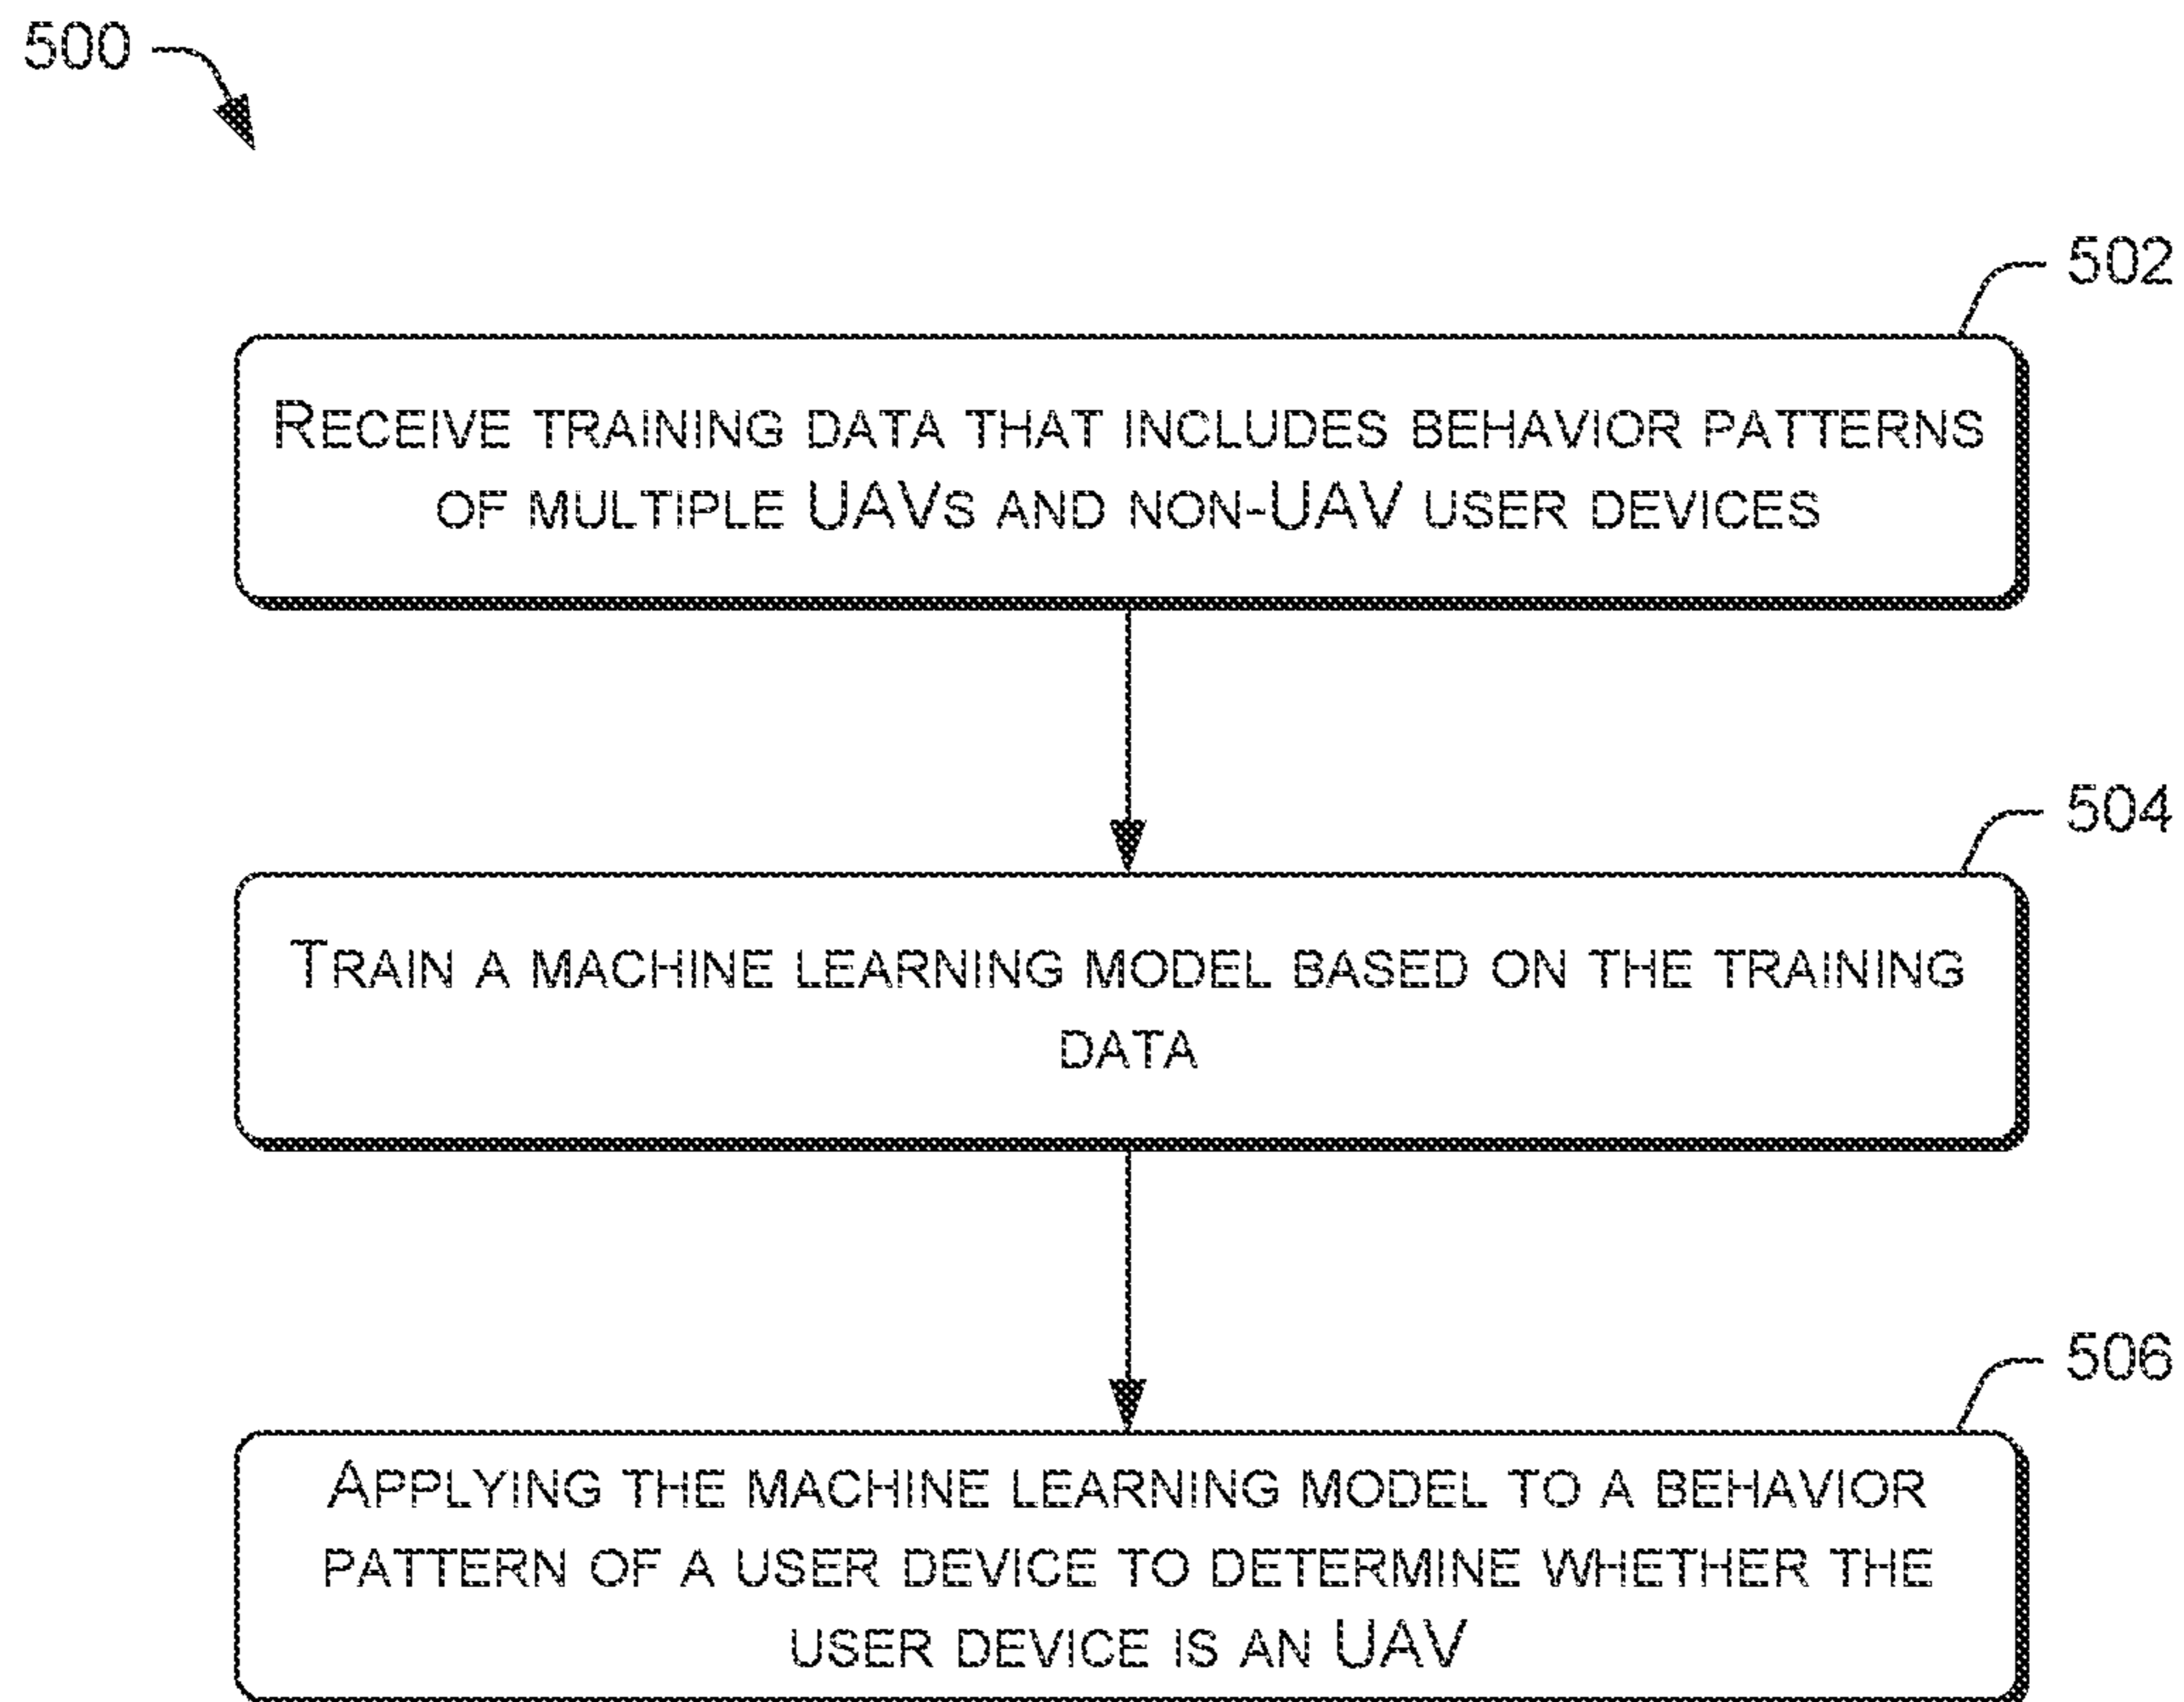 500
502
RECEIVE TRAINING DATA THAT INCLUDES BEHAVIOR PATTERNS
OF MULTIPLE UAVS AND NON-UAV USER DEVICES
504
TRAIN A MACHINE LEARNING MODEL BASED ON THE TRAINING
DATA
506
APPLYING THE MACHINE LEARNING MODEL TO A BEHAVIOR
PATTERN OF A USER DEVICE TO DETERMINE WHETHER THE
USER DEVICE IS AN UAV